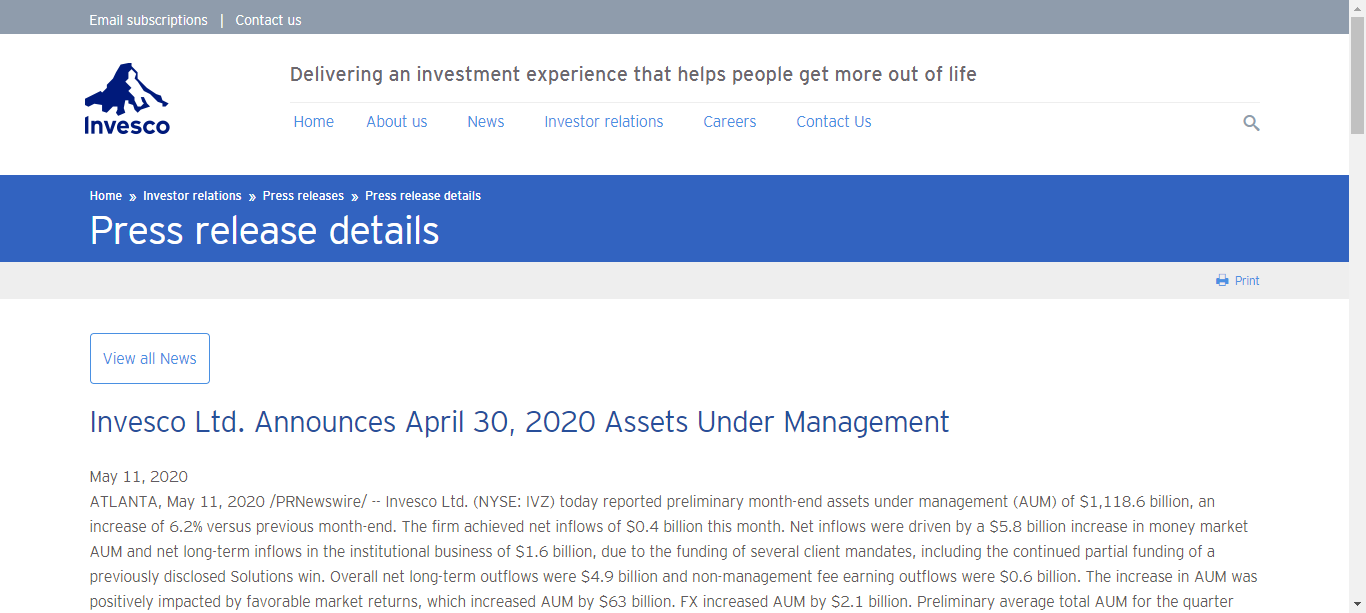 Email subscriptions | Contact us
Invesco
Delivering an investment experience that helps people get more out of life
Home About us News Investor relations Careers Contact Us
Home » Investor relations » Press releases » Press release details
Press release details
Print
View all News
Invesco Ltd. Announces April 30, 2020 Assets Under Management
May 11, 2020
ATLANTA, May 11, 2020 /PRNewswire/ -- Invesco Ltd. (NYSE: IVZ) today reported preliminary month-end assets under management (AUM) of $1,118.6 billion, an
increase of 6.2% versus previous month-end. The firm achieved net inflows of $0.4 billion this month. Net inflows were driven by a $5.8 billion increase in money market
AUM and net long-term inflows in the institutional business of $1.6 billion, due to the funding of several client mandates, including the continued partial funding of a
previously disclosed Solutions win. Overall net long-term outflows were $4.9 billion and non-management fee earning outflows were $0.6 billion. The increase in AUM was
positively impacted by favorable market returns, which increased AUM by $63 billion. FX increased AUM by $2.1 billion. Preliminary average total AUM for the quarter